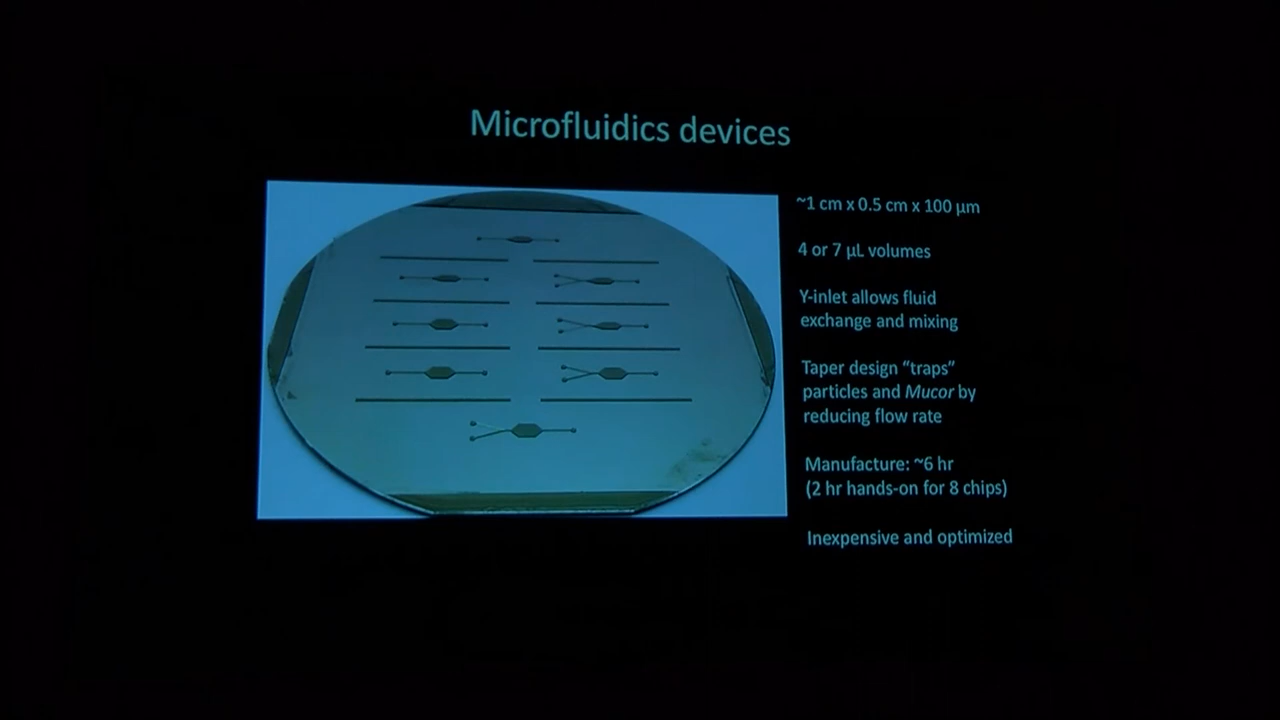 Microfluidics devices
~1 cm x 0.5 cm x 100 µm
4 or 7 µL volumes
Y-inlet allows fluid
exchange and mixing
Taper design “traps”
particles and Mucor by
reducing flow rate
Manufacture: ~6 hr
(2 hr hands-on for 8 chips)
Inexpensive and optimized